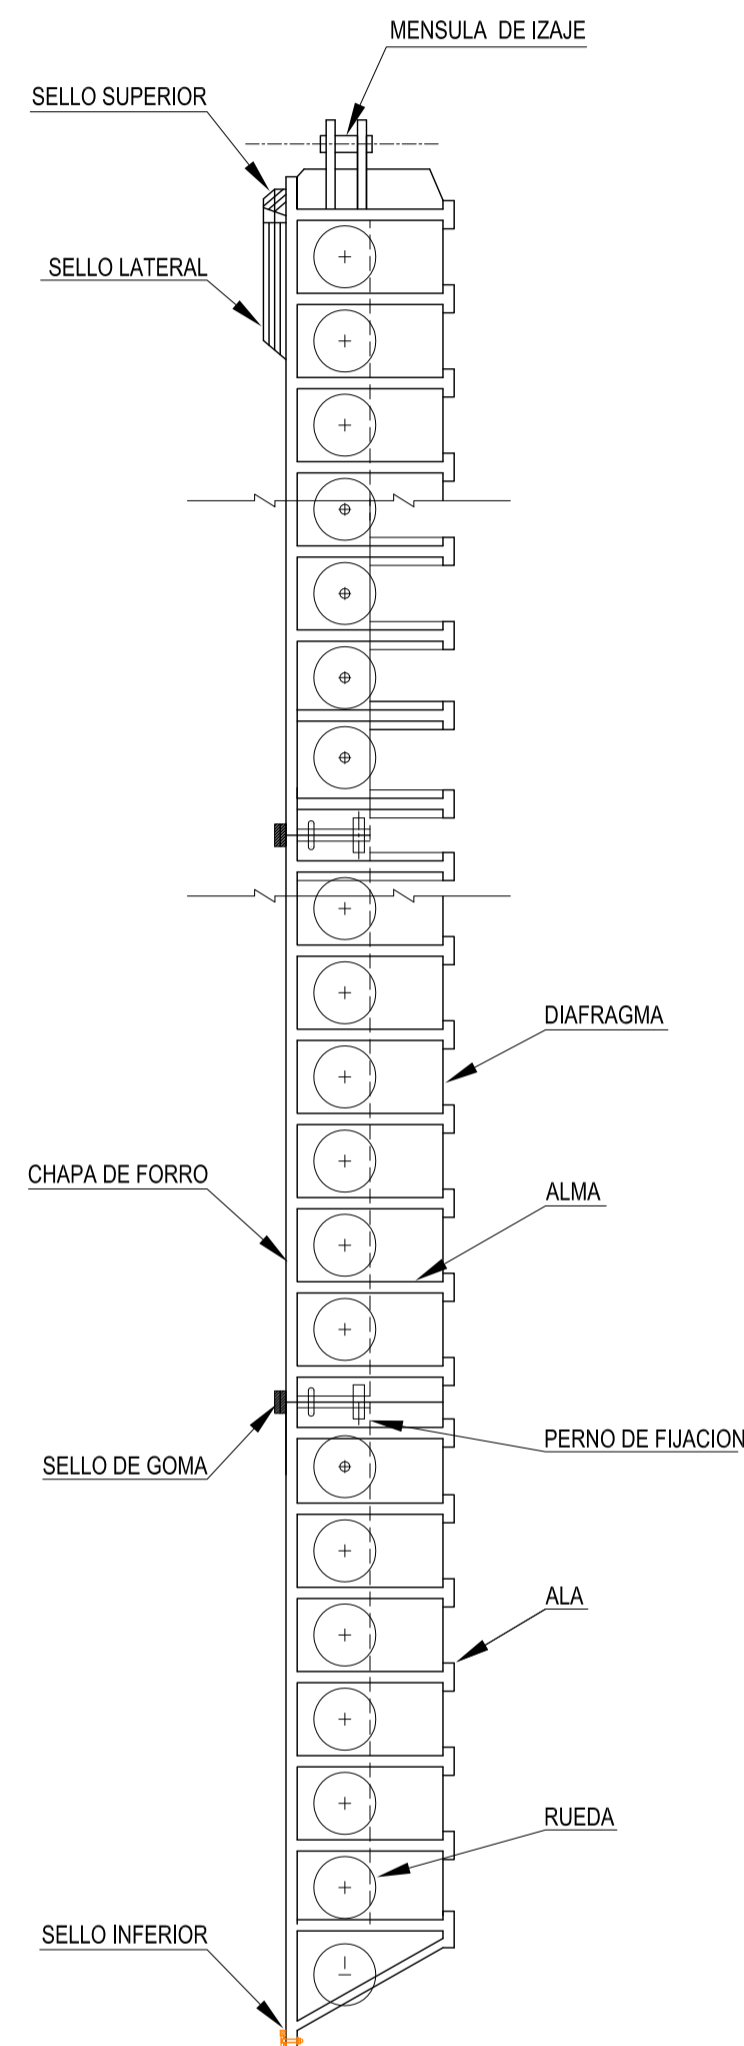 MENSULA DE IZAJE
SELLO SUPERIOR
SELLO LATERAL
DIAFRAGMA
CHAPA DE FORRO
ALMA
PERNO DE FIJACION
SELLO DE GOMA
ALA
RUEDA
SELLO INFERIOR